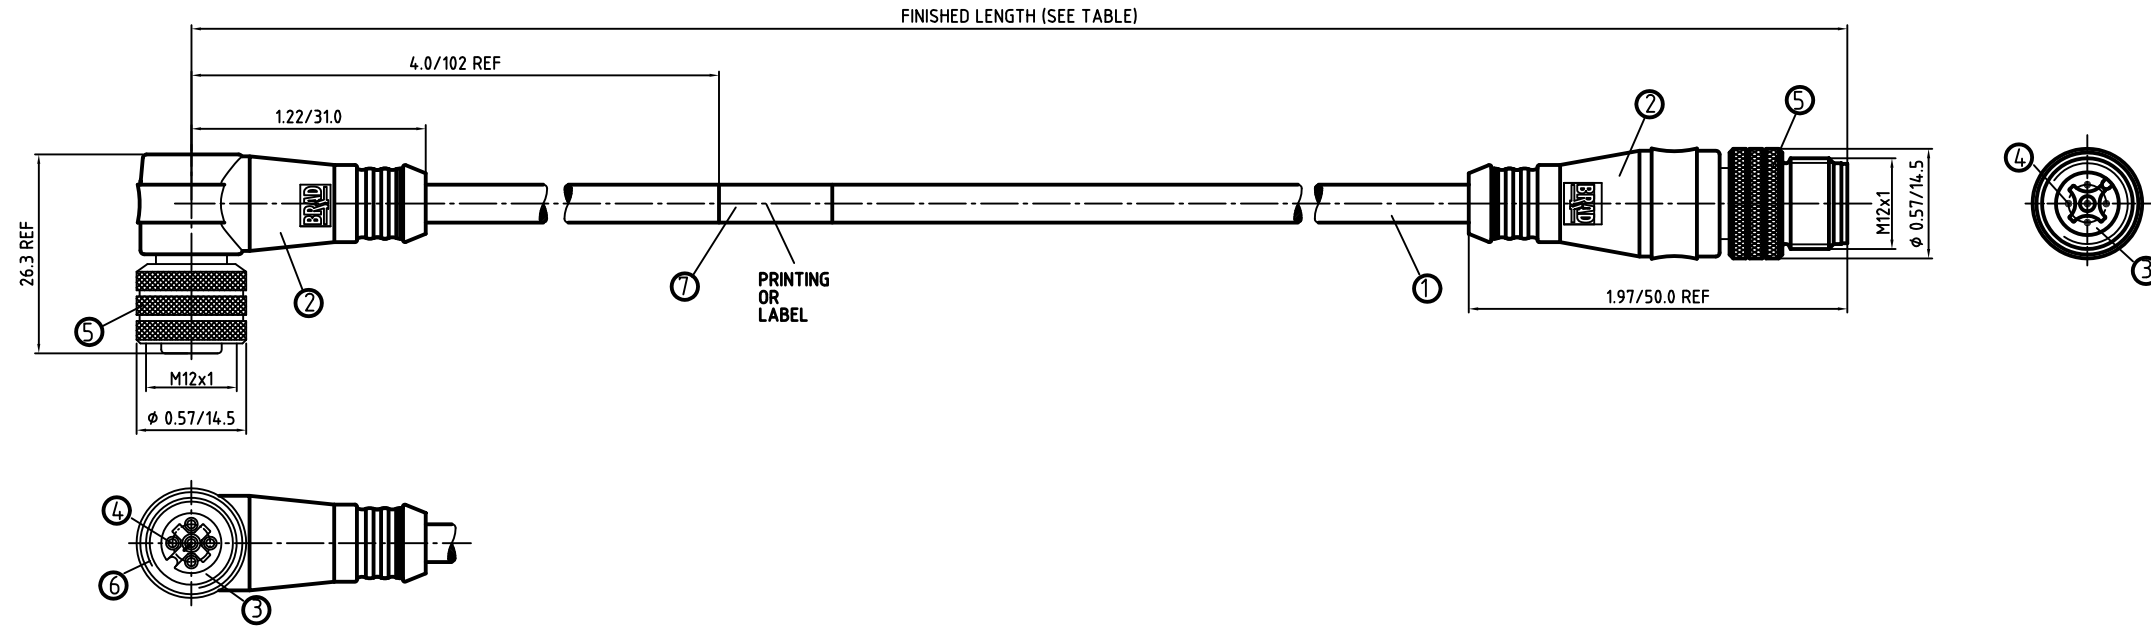 FINISHED LENGTH (SEE TABLE)
4.0/102 REF
1.22/31.0
2
5
4
BRAD
BRAD
M12x1
Ø 0.57/14.5
26.3 REF
3
2
7
PRINTING
OR
LABEL
1
1.97/50.0 REF
5
M12x1
Ø 0.57/14.5
4
6
3